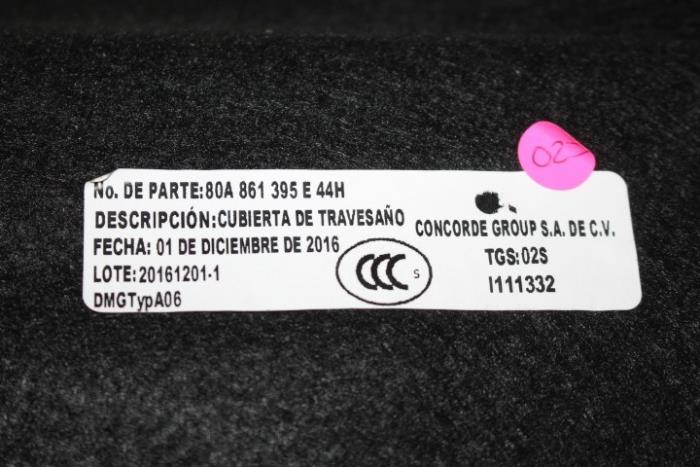 No. DE PARTE:80A 861 395 E 44H
DESCRIPCIÓN:CUBIERTA DE TRAVESAÑO
FECHA: 01 DE DICIEMBRE DE 2016
LOTE: 20161201-1
DMGTypA06
CCC S
CONCORDE GROUP S.A. DE C.V.
TGS:02S
I111332